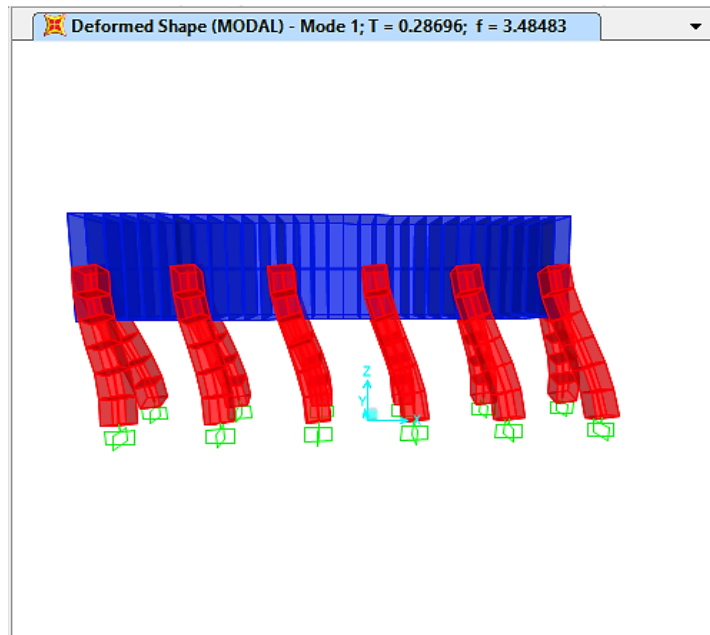 Deformed Shape (MODAL) - Mode 1; T = 0.28696; f = 3.48483
Z
Y
X